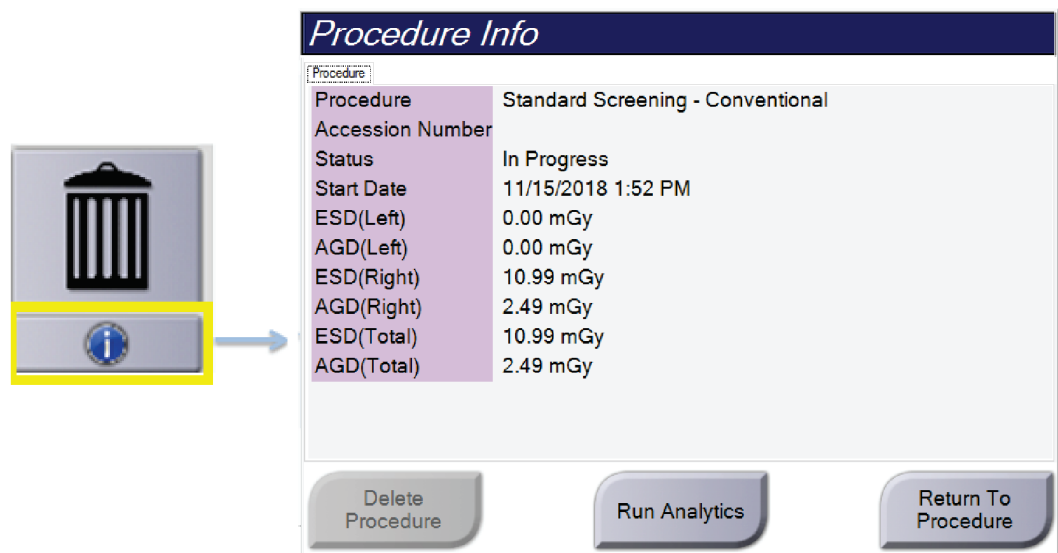 Procedure Info
Procedure
Procedure Standard Screening - Conventional
Accession Number
Status In Progress
Start Date 11/15/2018 1:52 PM
ESD(Left) 0.00 mGy
AGD(Left) 0.00 mGy
ESD(Right) 10.99 mGy
AGD(Right) 2.49 mGy
ESD(Total) 10.99 mGy
AGD(Total) 2.49 mGy
i
Delete
Procedure
Run Analytics
Return To
Procedure